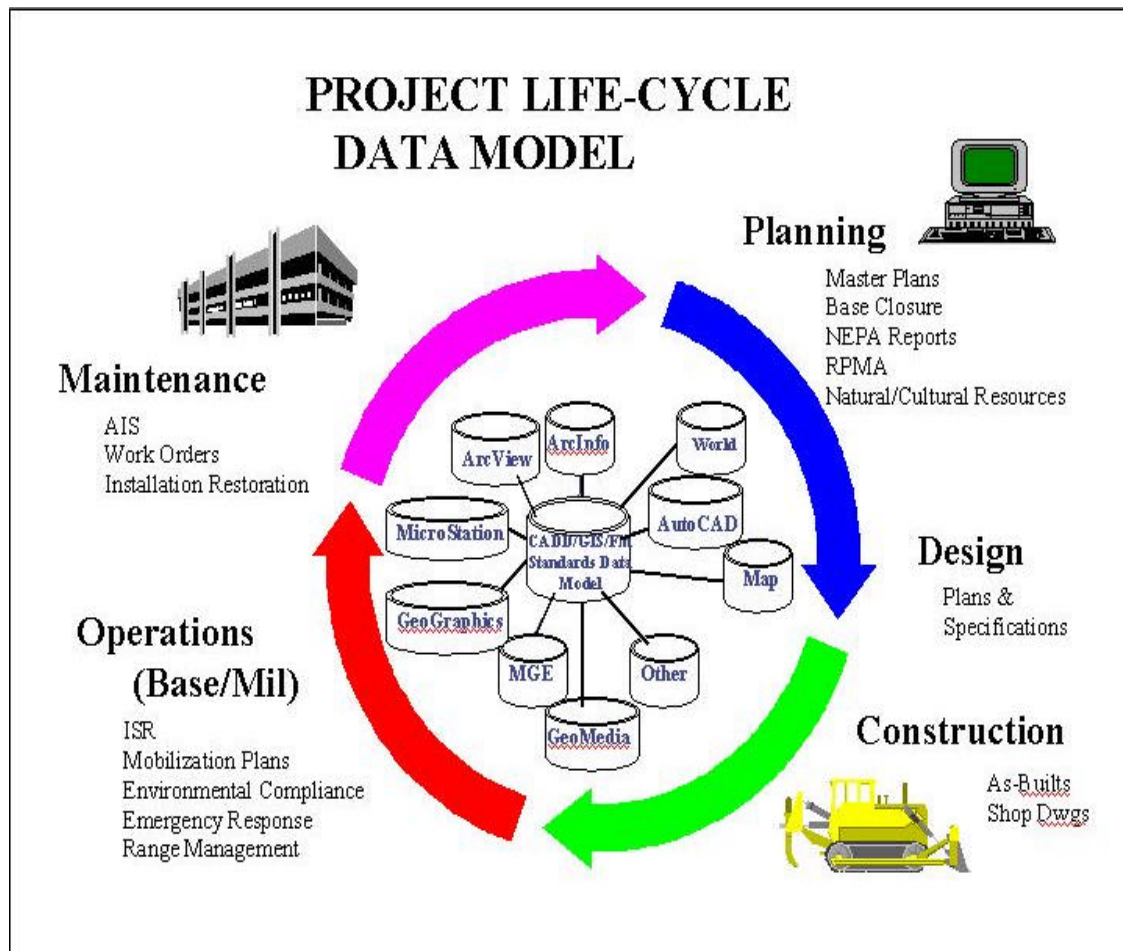 PROJECT LIFE-CYCLE
DATA MODEL
Planning
Master Plans
Base Closure
NEPA Reports
RPMA
Natural/Cultural Resources
Maintenance
AIS
Work Orders
Installation Restoration
ArcView
ArcInfo
World
MicroStation
AutoCAD
CADD/GIS/FM
Standards Data
Model
Map
GeoGraphics
MGE
Other
GeoMedia
Design
Plans &
Specifications
Operations
(Base/Mil)
ISR
Mobilization Plans
Environmental Compliance
Emergency Response
Range Management
Construction
As-Builts
Shop Dwgs